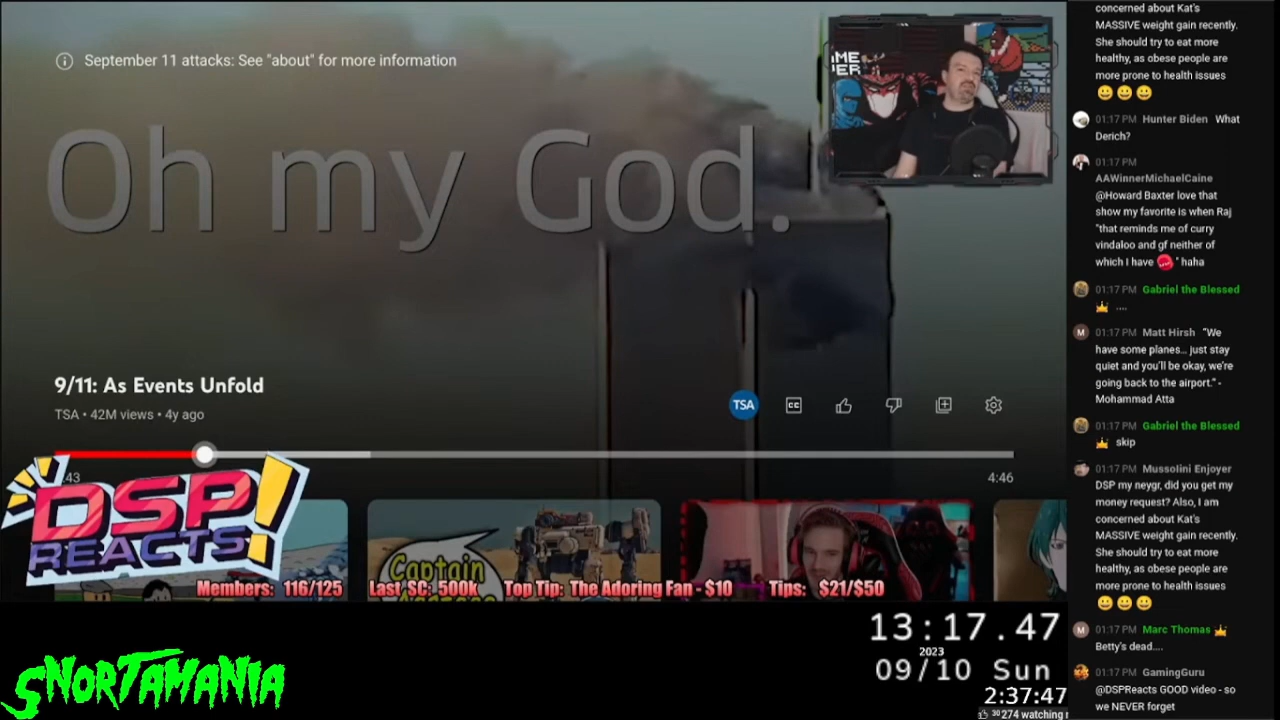 September 11 attacks: See "about" for more information
Oh my God.
9/11: As Events Unfold
TSA • 42M views • 4y ago
TSA
CC
:43
4:46
DSP!
REACTS
Captain
Members: 116/125
Last SC: 500k
Top Tip: The Adoring Fan - $10
Tips: $21/$50
SNORTAMANIA
13:17.47
2023
09/10 Sun
2:37:47
30 274 watching
concerned about Kat's
MASSIVE weight gain recently.
She should try to eat more
healthy, as obese people are
more prone to health issues
😀 😀 😀
01:17 PM Hunter Biden What
Derich?
01:17 PM
AAWinnerMichaelCaine
@Howard Baxter love that
show my favorite is when Raj
"that reminds me of curry
vindaloo and gf neither of
which I have " haha
01:17 PM Gabriel the Blessed
....
M 01:17 PM Matt Hirsh "We
have some planes... just stay
quiet and you'll be okay, we're
going back to the airport." -
Mohammad Atta
01:17 PM Gabriel the Blessed
skip
01:17 PM Mussolini Enjoyer
DSP my neygr, did you get my
money request? Also, I am
concerned about Kat's
MASSIVE weight gain recently.
She should try to eat more
healthy, as obese people are
more prone to health issues
😀 😀 😀
M 01:17 PM Marc Thomas
Betty's dead....
01:17 PM GamingGuru
@DSPReacts GOOD video - so
we NEVER forget